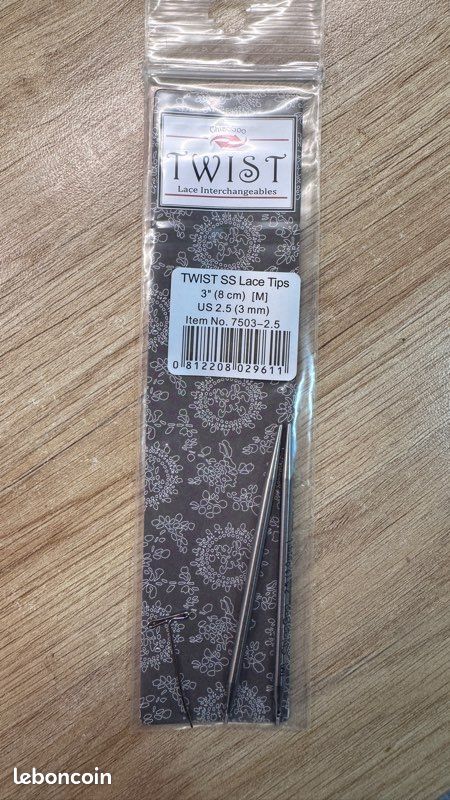 ChiaoGoo
TWIST
Lace Interchangeables
TWIST SS Lace Tips
3" (8 cm) [M]
US 2.5 (3 mm)
Item No. 7503-2.5
0 812208 029611
leboncoin